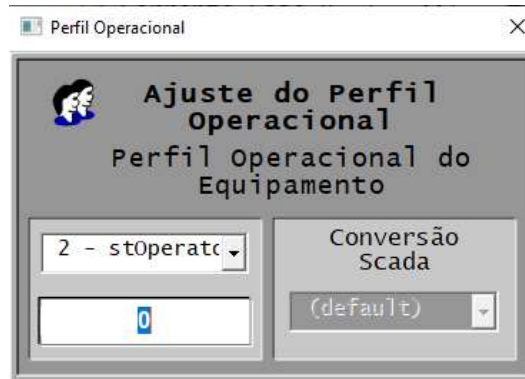 Perfil Operacional
Ajuste do Perfil
Operacional
Perfil Operacional do
Equipamento
2 - stOperato
0
Conversão
Scada
(default)